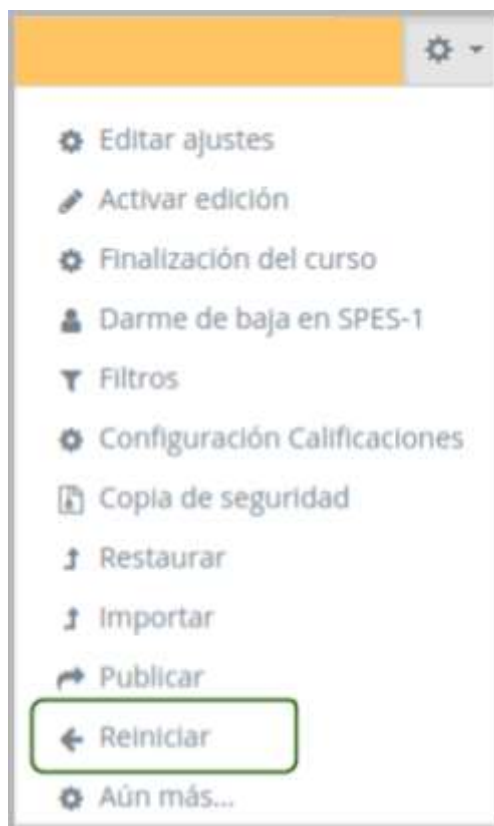 Editar ajustes
Activar edición
Finalización del curso
Darme de baja en SPES-1
Filtros
Configuración Calificaciones
Copia de seguridad
Restaurar
Importar
Publicar
Reiniciar
Aún más...